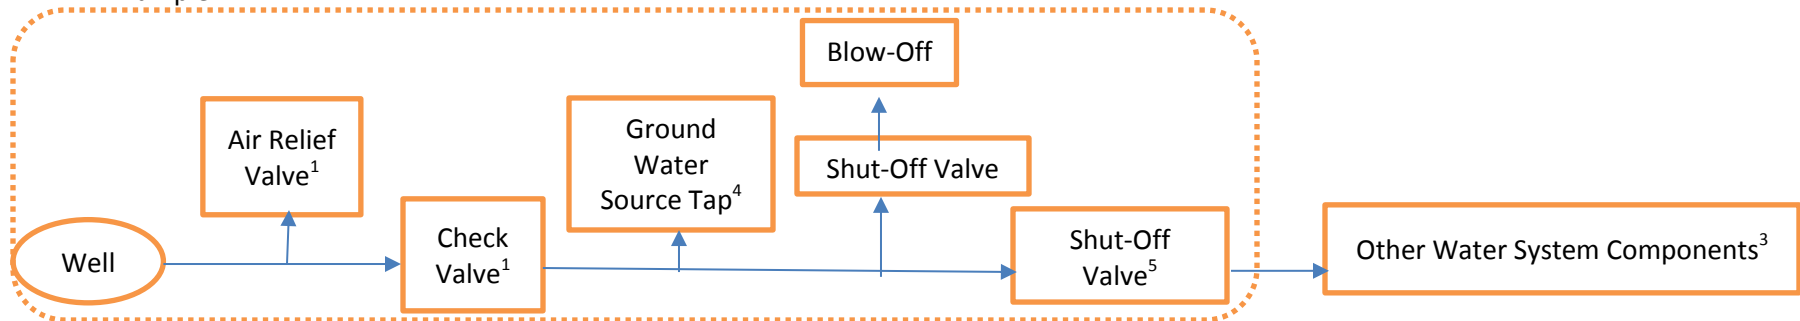 Blow-Off
Air Relief
Valve¹
Ground
Water
Source Tap⁴
Shut-Off Valve
Well
Check
Valve¹
Shut-Off
Valve⁵
Other Water System Components³